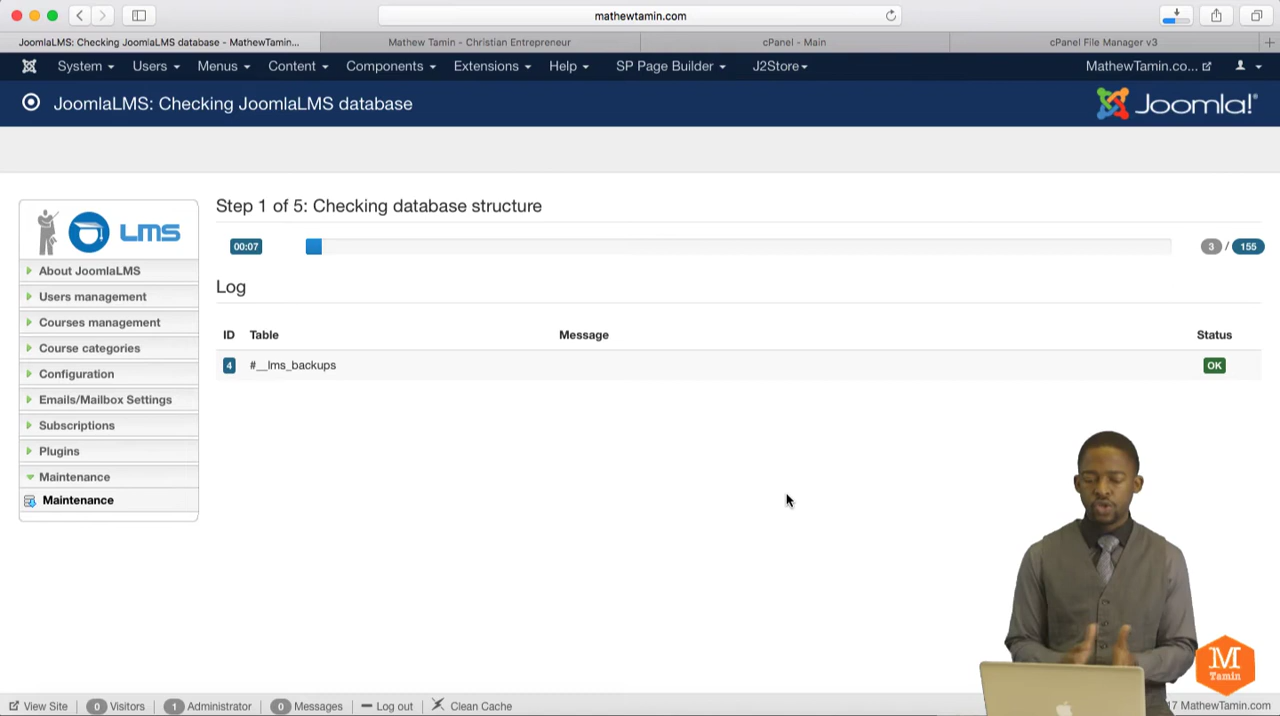 mathewtamin.com
JoomlaLMS: Checking JoomlaLMS database - MathewTamin...
Mathew Tamin - Christian Entrepreneur
cPanel - Main
cPanel File Manager v3
System Users Menus Content Components Extensions Help SP Page Builder J2Store MathewTamin.co...
JoomlaLMS: Checking JoomlaLMS database
Joomla!®
LMS
About JoomlaLMS
Users management
Courses management
Course categories
Configuration
Emails/Mailbox Settings
Subscriptions
Plugins
Maintenance
Maintenance
Step 1 of 5: Checking database structure
00:07
3 / 155
Log
ID Table Message Status
4 #__lms_backups OK
M
Tamin
View Site 0 Visitors 1 Administrator 0 Messages Log out Clean Cache
17 MathewTamin.com